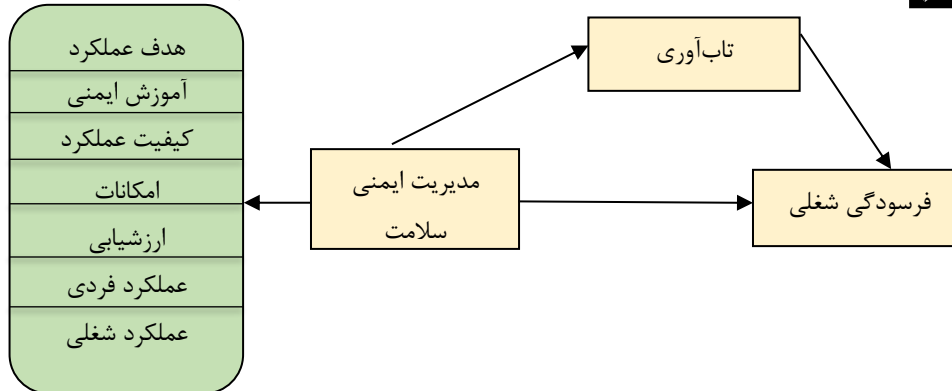 هدف عملکرد
آموزش ایمنی
کیفیت عملکرد
امکانات
ارزشیابی
عملکرد فردی
عملکرد شغلی
مدیریت ایمنی
سلامت
تاب‌آوری
فرسودگی شغلی